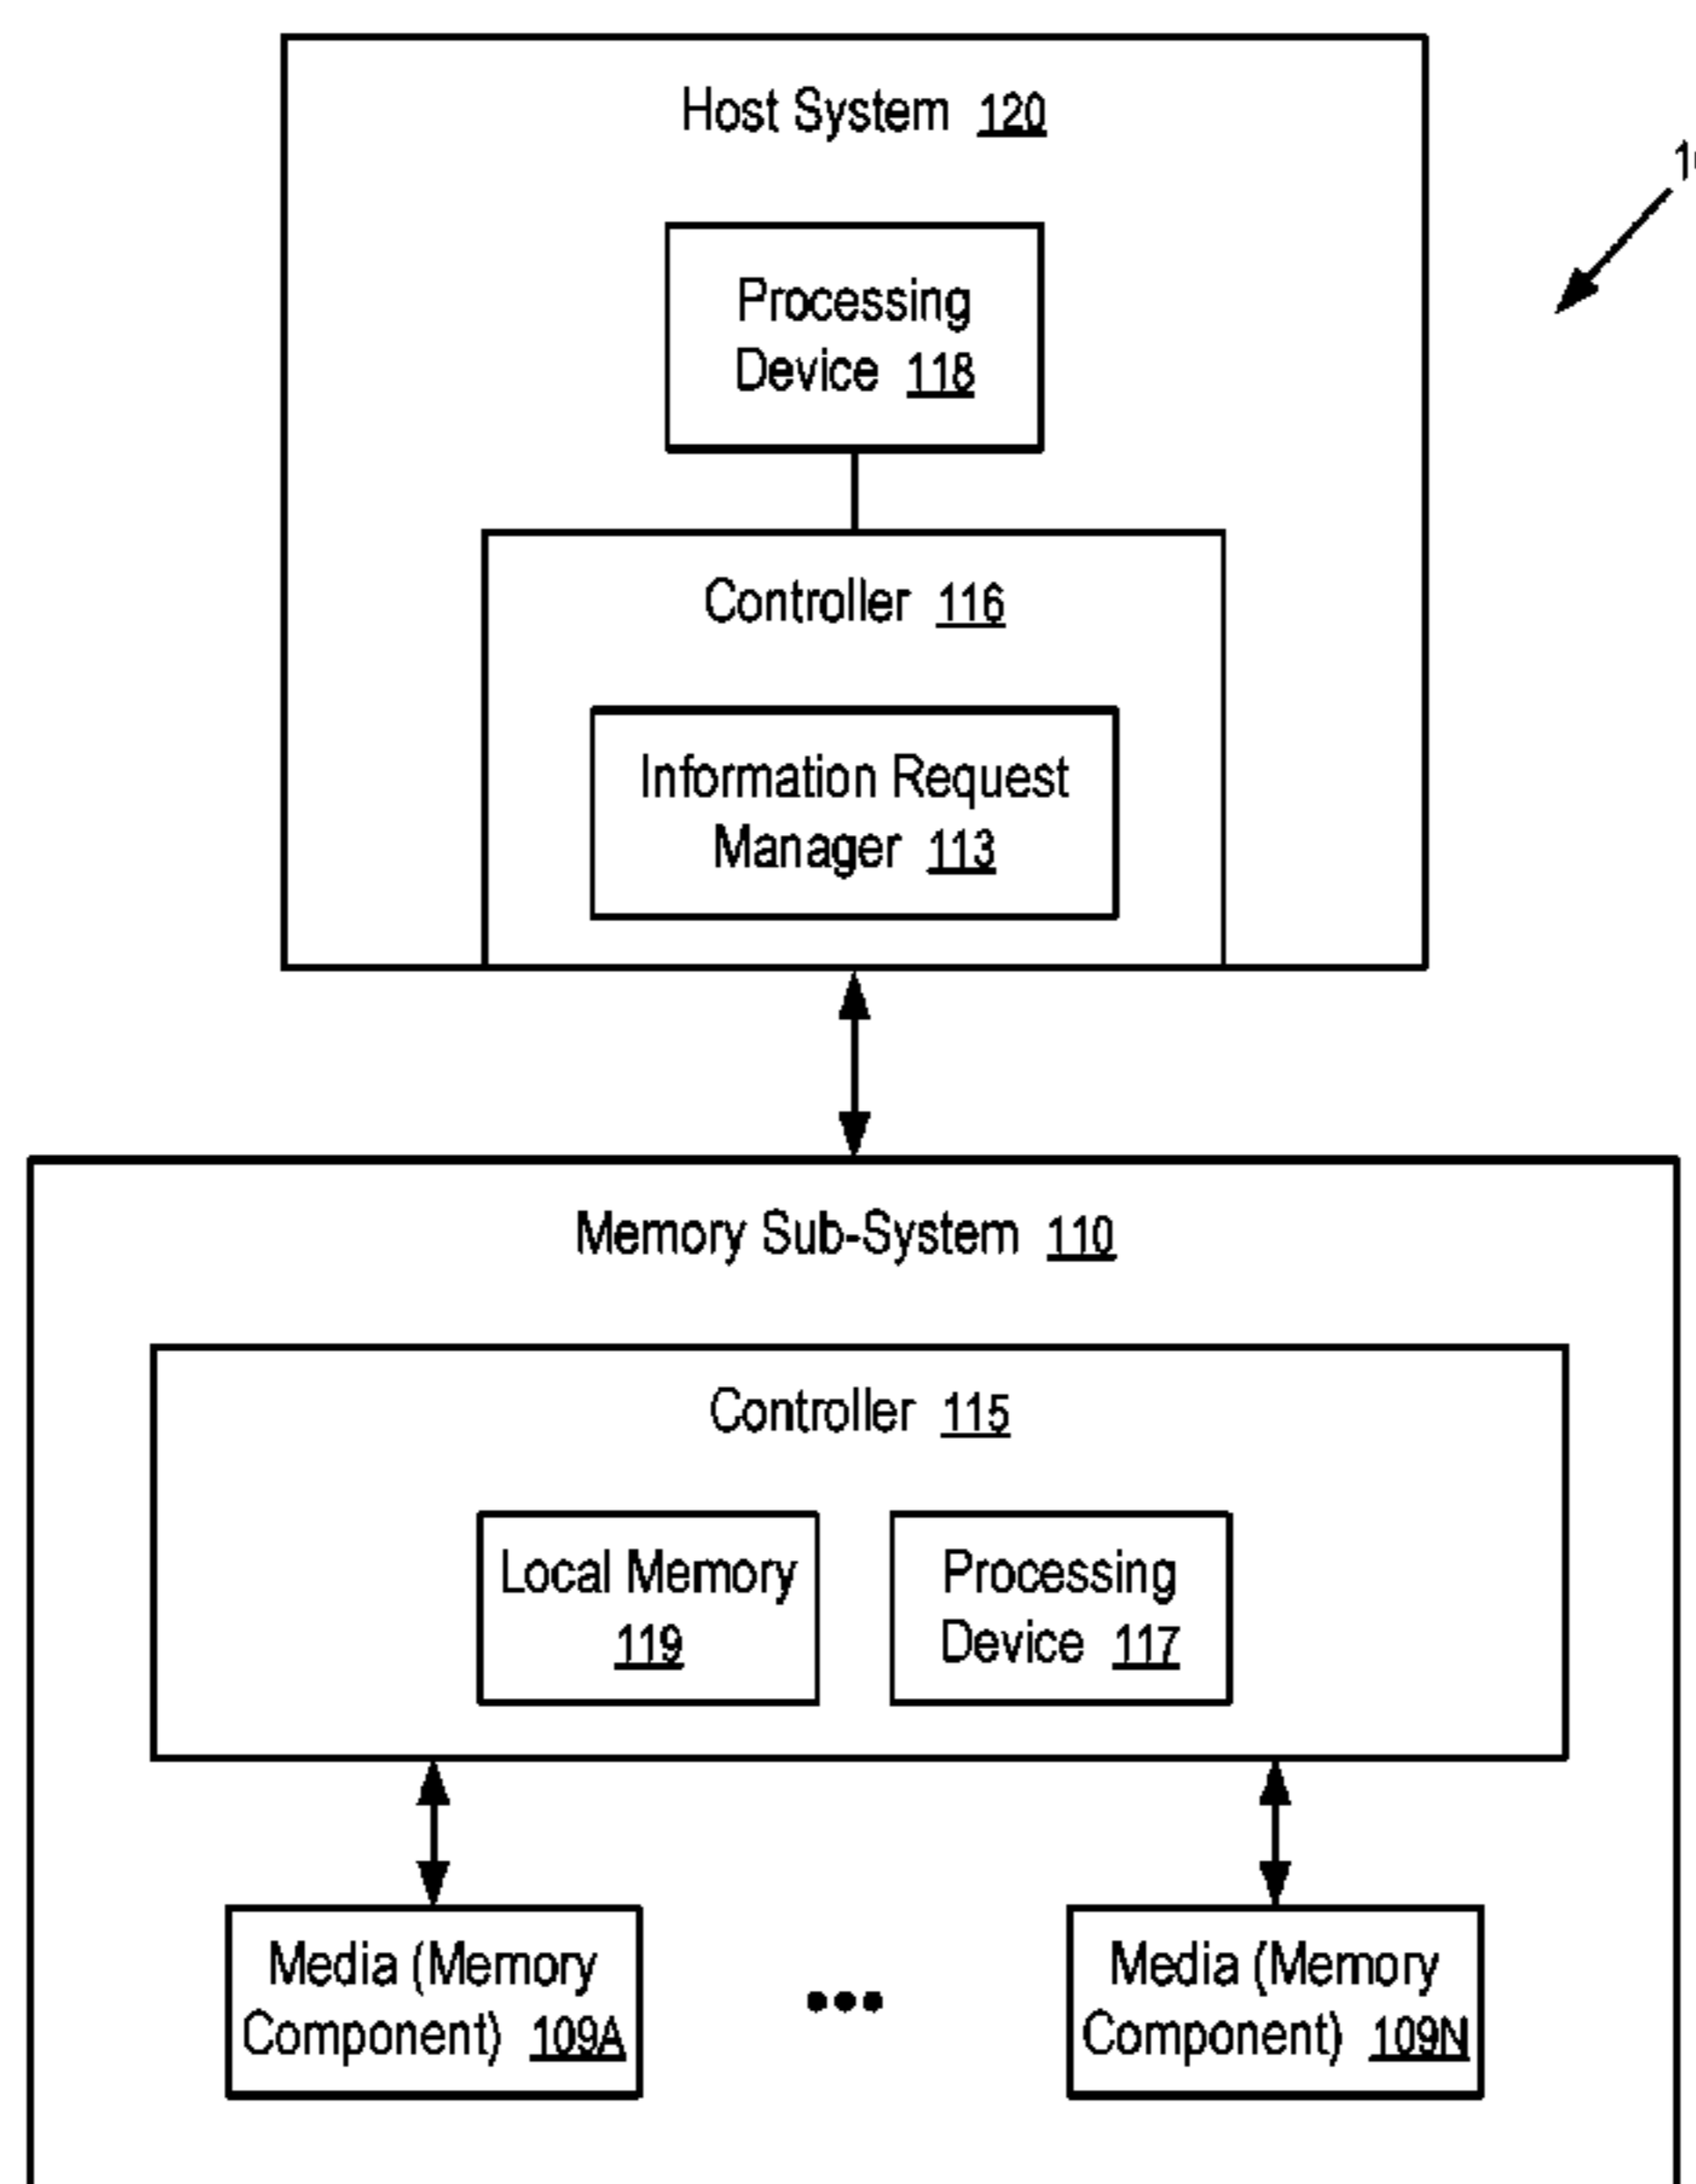 Host System 120
Processing
Device 118
Controller 116
Information Request
Manager 113
Memory Sub-System 110
Controller 115
Local Memory
119
Processing
Device 117
Media (Memory
Component) 109A
Media (Memory
Component) 109N